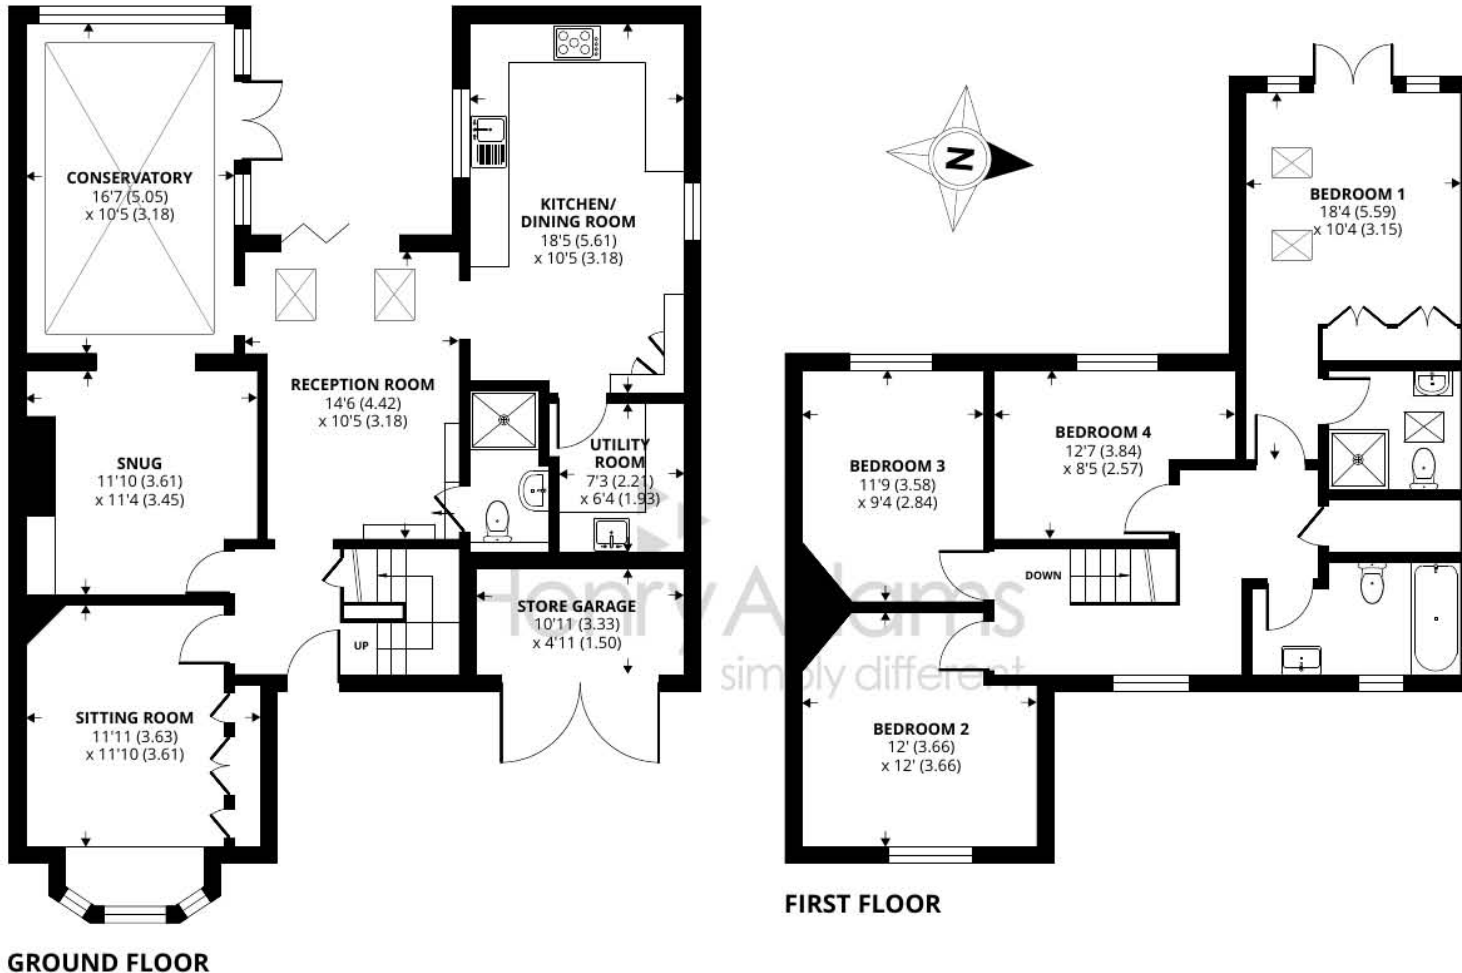 CONSERVATORY
16'7 (5.05)
x 10'5 (3.18)
KITCHEN/
DINING ROOM
18'5 (5.61)
x 10'5 (3.18)
RECEPTION ROOM
14'6 (4.42)
x 10'5 (3.18)
SNUG
11'10 (3.61)
x 11'4 (3.45)
UTILITY
ROOM
7'3 (2.21)
x 6'4 (1.93)
STORE GARAGE
10'11 (3.33)
x 4'11 (1.50)
UP
SITTING ROOM
11'11 (3.63)
x 11'10 (3.61)
GROUND FLOOR
N
BEDROOM 1
18'4 (5.59)
x 10'4 (3.15)
BEDROOM 4
12'7 (3.84)
x 8'5 (2.57)
BEDROOM 3
11'9 (3.58)
x 9'4 (2.84)
DOWN
BEDROOM 2
12' (3.66)
x 12' (3.66)
FIRST FLOOR
Henry Adams
simply different